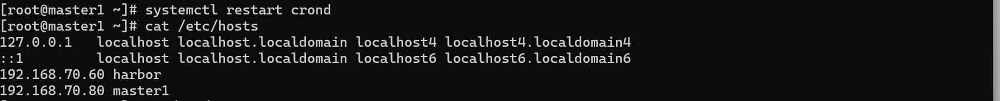 [root@master1 ~]# systemctl restart crond
[root@master1 ~]# cat /etc/hosts
127.0.0.1   localhost localhost.localdomain localhost4 localhost4.localdomain4
::1         localhost localhost.localdomain localhost6 localhost6.localdomain6
192.168.70.60 harbor
192.168.70.80 master1